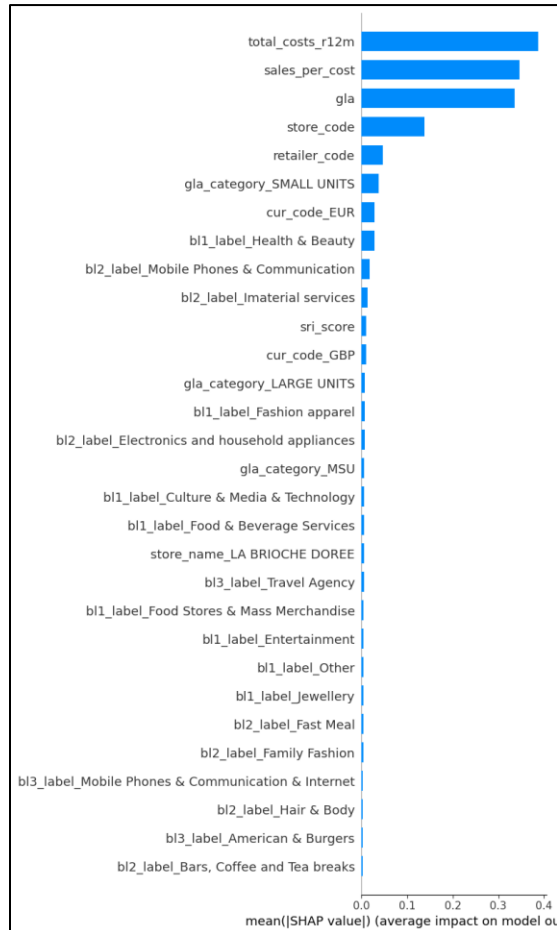 total_costs_r12m
sales_per_cost
gla
store_code
retailer_code
gla_category_SMALL UNITS
cur_code_EUR
bl1_label_Health & Beauty
bl2_label_Mobile Phones & Communication
bl2_label_Imaterial services
sri_score
cur_code_GBP
gla_category_LARGE UNITS
bl1_label_Fashion apparel
bl2_label_Electronics and household appliances
gla_category_MSU
bl1_label_Culture & Media & Technology
bl1_label_Food & Beverage Services
store_name_LA BRIOCHE DOREE
bl3_label_Travel Agency
bl1_label_Food Stores & Mass Merchandise
bl1_label_Entertainment
bl1_label_Other
bl1_label_Jewellery
bl2_label_Fast Meal
bl2_label_Family Fashion
bl3_label_Mobile Phones & Communication & Internet
bl2_label_Hair & Body
bl3_label_American & Burgers
bl2_label_Bars, Coffee and Tea breaks
0.0 0.1 0.2 0.3 0.4
mean(|SHAP value|) (average impact on model ou